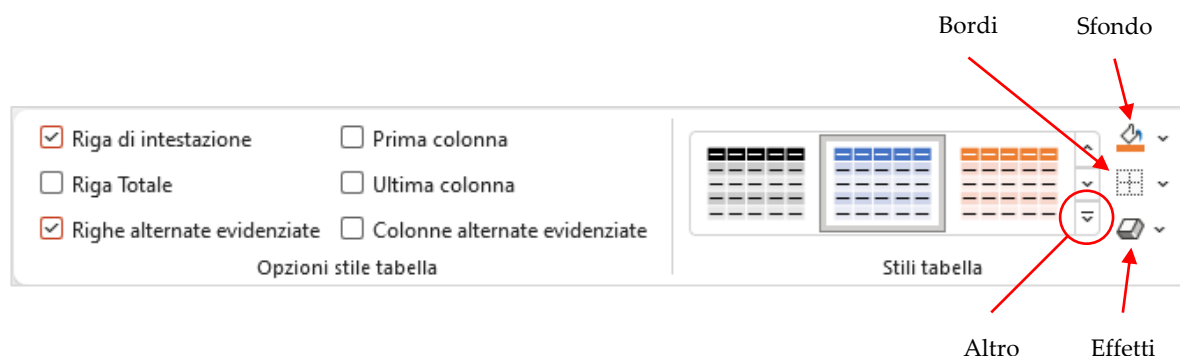 Bordi Sfondo
Riga di intestazione Prima colonna
Riga Totale Ultima colonna
Righe alternate evidenziate Colonne alternate evidenziate
Opzioni stile tabella Stili tabella
Altro Effetti